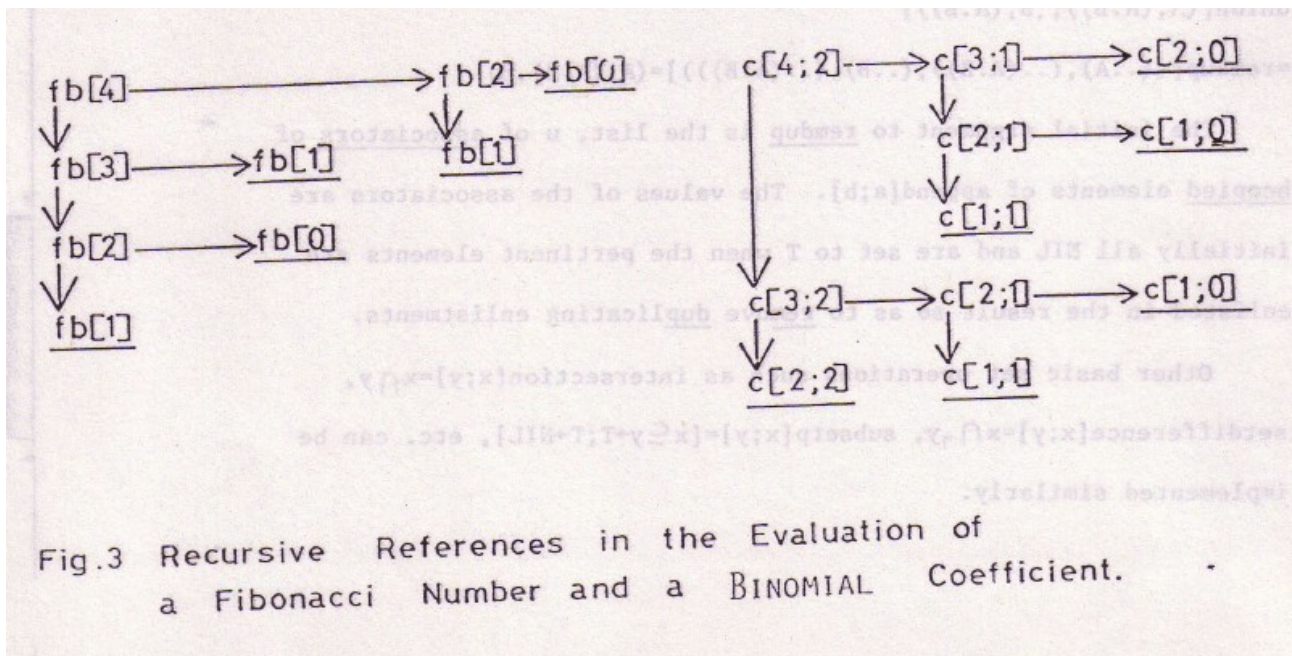 fb[4] fb[2] fb[0] c[4;2] c[3;1] c[2;0]
fb[3] fb[1] fb[1] c[2;1] c[1;0]
c[1;1]
fb[2] fb[0]
fb[1] c[3;2] c[2;1] c[1;0]
c[2;2] c[1;1]
Fig.3 Recursive References in the Evaluation of
a Fibonacci Number and a BINOMIAL Coefficient.